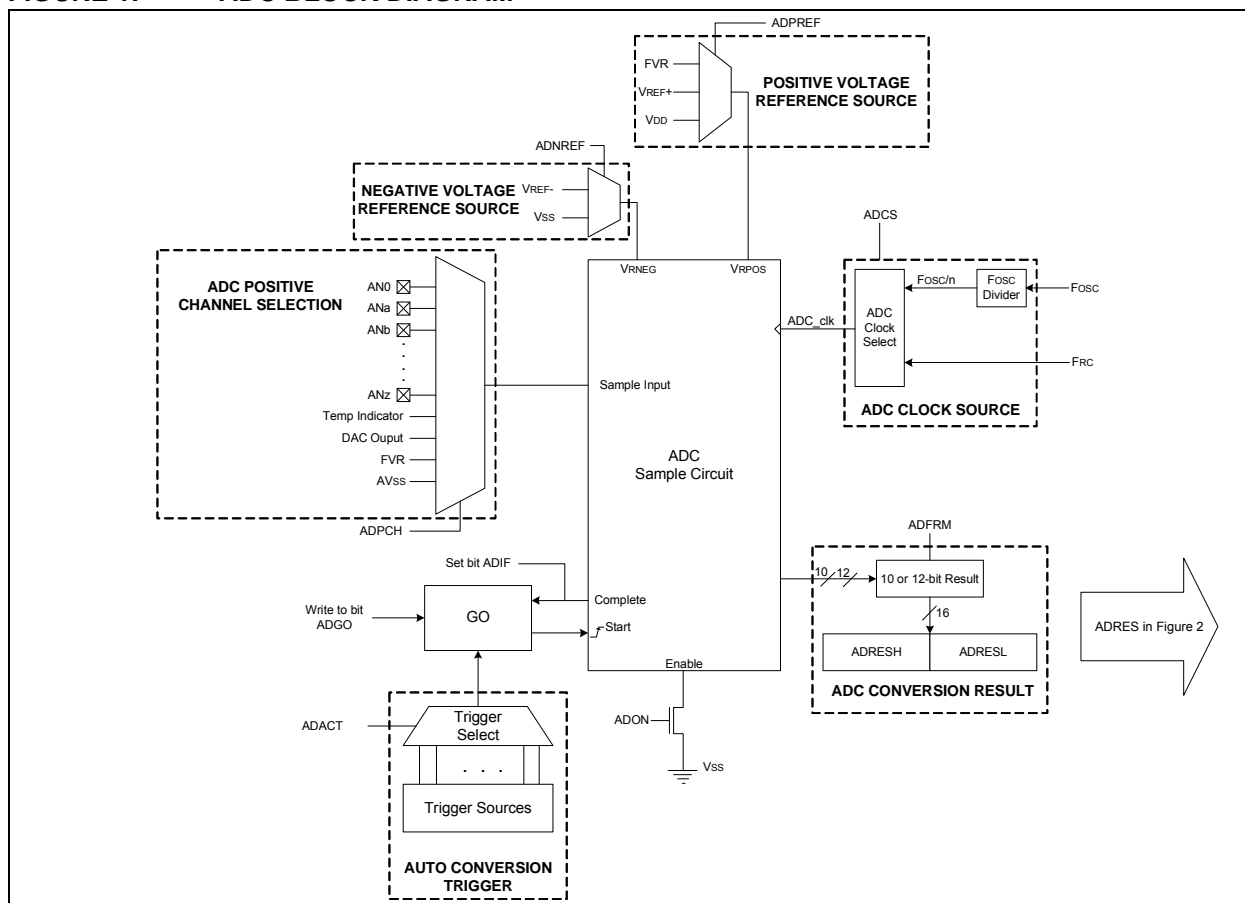 ADPREF
FVR
VREF+
VDD
POSITIVE VOLTAGE
REFERENCE SOURCE
ADNREF
NEGATIVE VOLTAGE
REFERENCE SOURCE
VREF-
VSS
ADCS
ADC POSITIVE
CHANNEL SELECTION
AN0
ANa
ANb
ANz
Temp Indicator
DAC Ouput
FVR
AVSS
ADPCH
VRNEG
VRPOS
Sample Input
ADC
Sample Circuit
ADC_clk
ADC
Clock
Select
FOSC/n
FOSC
Divider
FOSC
FRC
ADC CLOCK SOURCE
ADFRM
Set bit ADIF
Write to bit
ADGO
GO
Complete
Start
Enable
10
12
10 or 12-bit Result
16
ADRESH
ADRESL
ADC CONVERSION RESULT
ADRES in Figure 2
ADON
VSS
ADACT
Trigger
Select
. . .
Trigger Sources
AUTO CONVERSION
TRIGGER